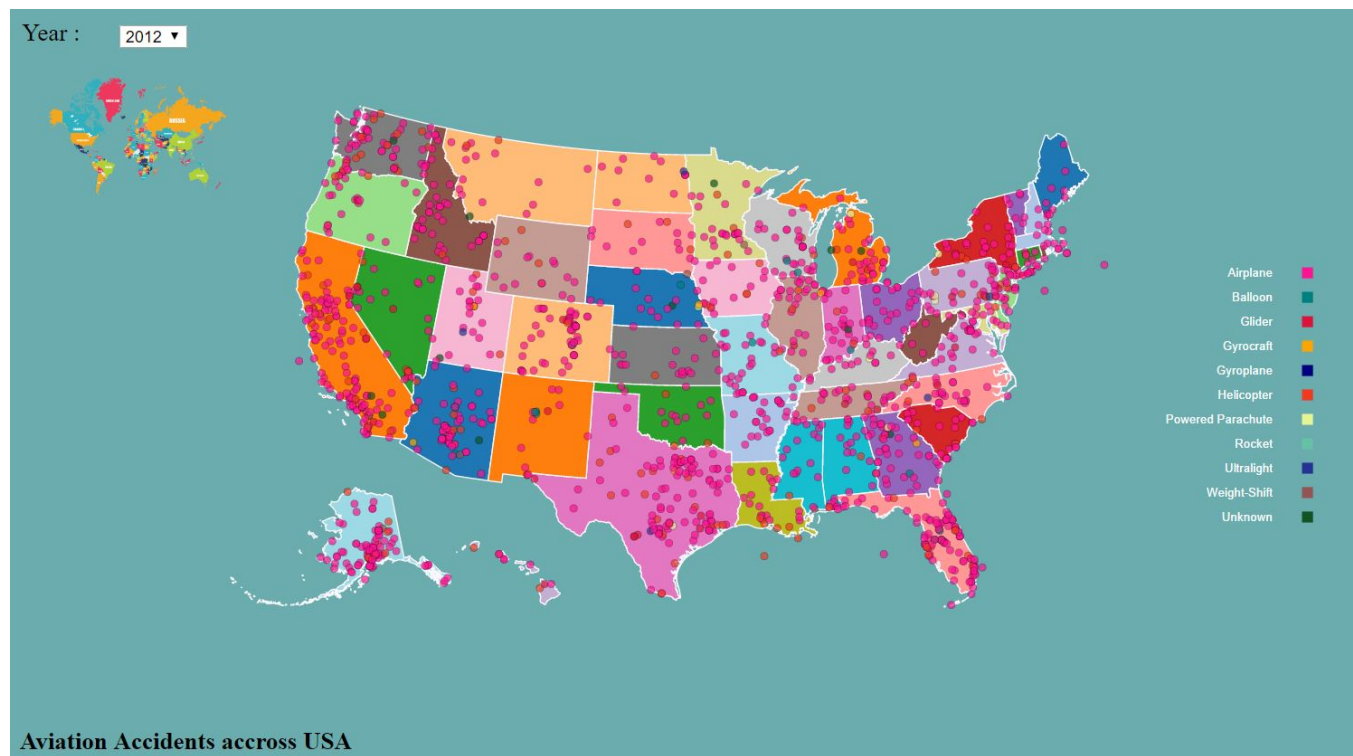 Year :
2012
RUSSIA
Airplane
Balloon
Glider
Gyrocraft
Gyroplane
Helicopter
Powered Parachute
Rocket
Ultralight
Weight-Shift
Unknown
Aviation Accidents accross USA